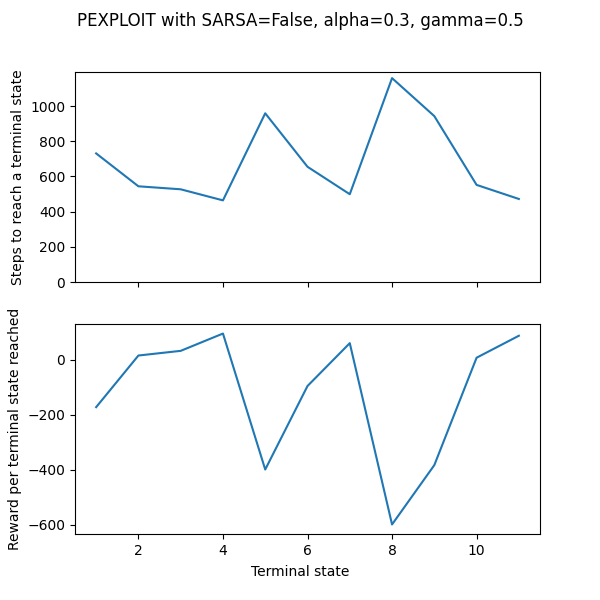 PEXPLOIT with SARSA=False, alpha=0.3, gamma=0.5
Steps to reach a terminal state
1000
800
600
400
200
0
Reward per terminal state reached
0
−200
−400
−600
2 4 6 8 10
Terminal state